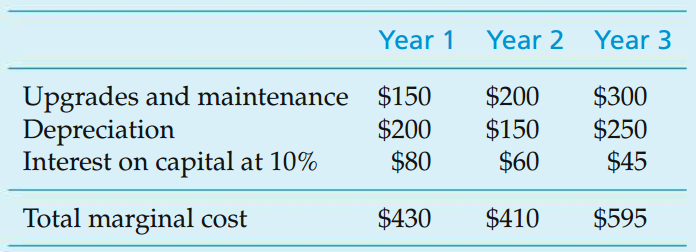 Year 1 Year 2 Year 3
Upgrades and maintenance $150 $200 $300
Depreciation $200 $150 $250
Interest on capital at 10% $80 $60 $45
Total marginal cost $430 $410 $595